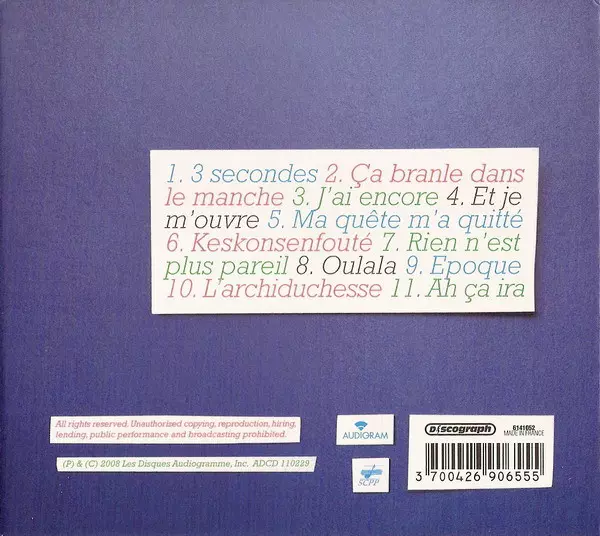 1. 3 secondes 2. Ça branle dans
le manche 3. J'ai encore 4. Et je
m'ouvre 5. Ma quête m'a quitté
6. Keskonsenfouté 7. Rien n'est
plus pareil 8. Oulala 9. Epoque
10. L'archiduchesse 11. Ah ça ira
All rights reserved. Unauthorized copying, reproduction, hiring,
lending, public performance and broadcasting prohibited.
(P) & (C) 2008 Les Disques Audiogramme, Inc. ADCD 110229
AUDIOGRAM
SCPP
Discograph
6141052
MADE IN FRANCE
3 700426 906555